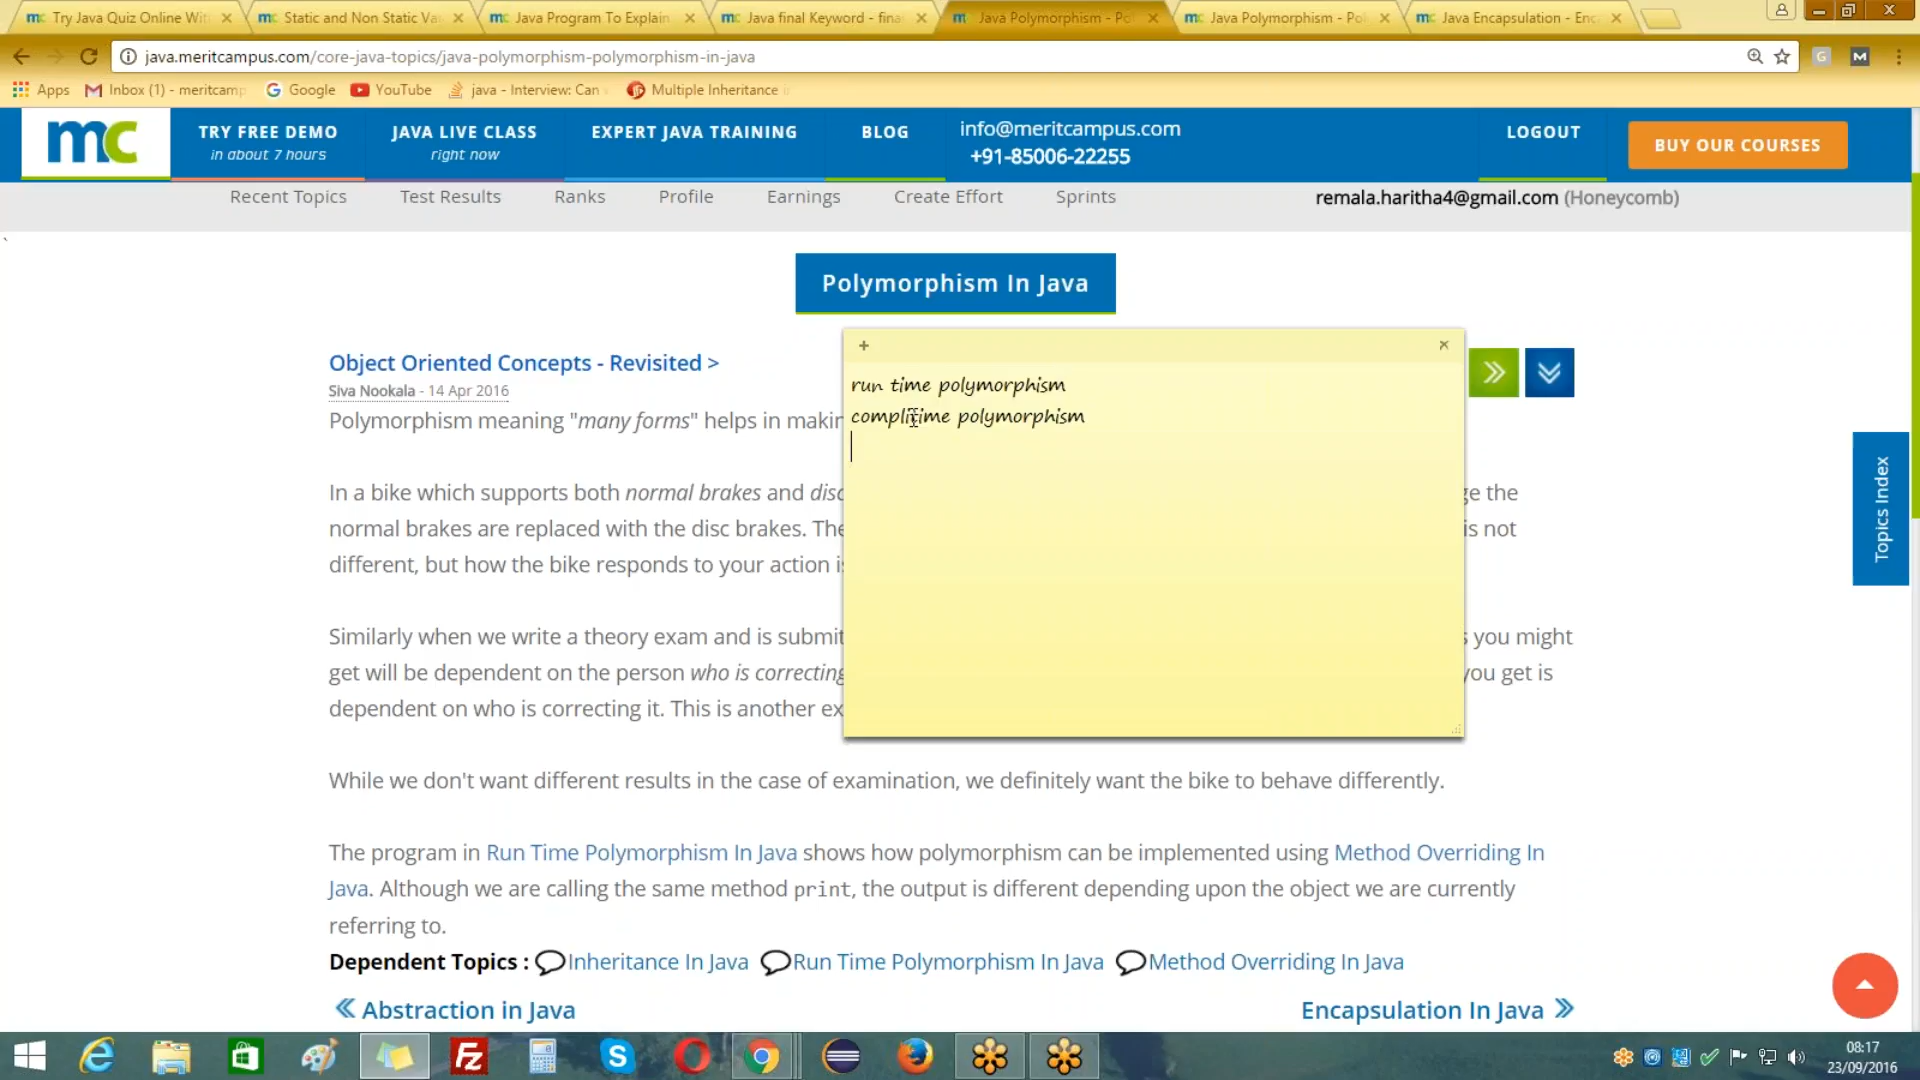 Try Java Quiz Online Wit
Static and Non Static Va
Java Program To Explain
Java final Keyword - fina
Java Polymorphism - Po
Java Polymorphism - Pol
Java Encapsulation - Enc
java.meritcampus.com/core-java-topics/java-polymorphism-polymorphism-in-java
Apps
Inbox (1) - meritcamp
Google
YouTube
java - Interview: Can
Multiple Inheritance i
mc
TRY FREE DEMO
in about 7 hours
JAVA LIVE CLASS
right now
EXPERT JAVA TRAINING
BLOG
info@meritcampus.com
+91-85006-22255
LOGOUT
BUY OUR COURSES
Recent Topics
Test Results
Ranks
Profile
Earnings
Create Effort
Sprints
remala.haritha4@gmail.com (Honeycomb)
Polymorphism In Java
Object Oriented Concepts - Revisited >
Siva Nookala - 14 Apr 2016
run time polymorphism
complitime polymorphism
Polymorphism meaning "many forms" helps in makin
In a bike which supports both normal brakes and disc
ge the
normal brakes are replaced with the disc brakes. The
is not
different, but how the bike responds to your action i
Similarly when we write a theory exam and is submit
s you might
get will be dependent on the person who is correcting
you get is
dependent on who is correcting it. This is another ex
While we don't want different results in the case of examination, we definitely want the bike to behave differently.
The program in Run Time Polymorphism In Java shows how polymorphism can be implemented using Method Overriding In
Java. Although we are calling the same method print, the output is different depending upon the object we are currently
referring to.
Dependent Topics : Inheritance In Java Run Time Polymorphism In Java Method Overriding In Java
Abstraction in Java
Encapsulation In Java
Topics Index
08:17
23/09/2016